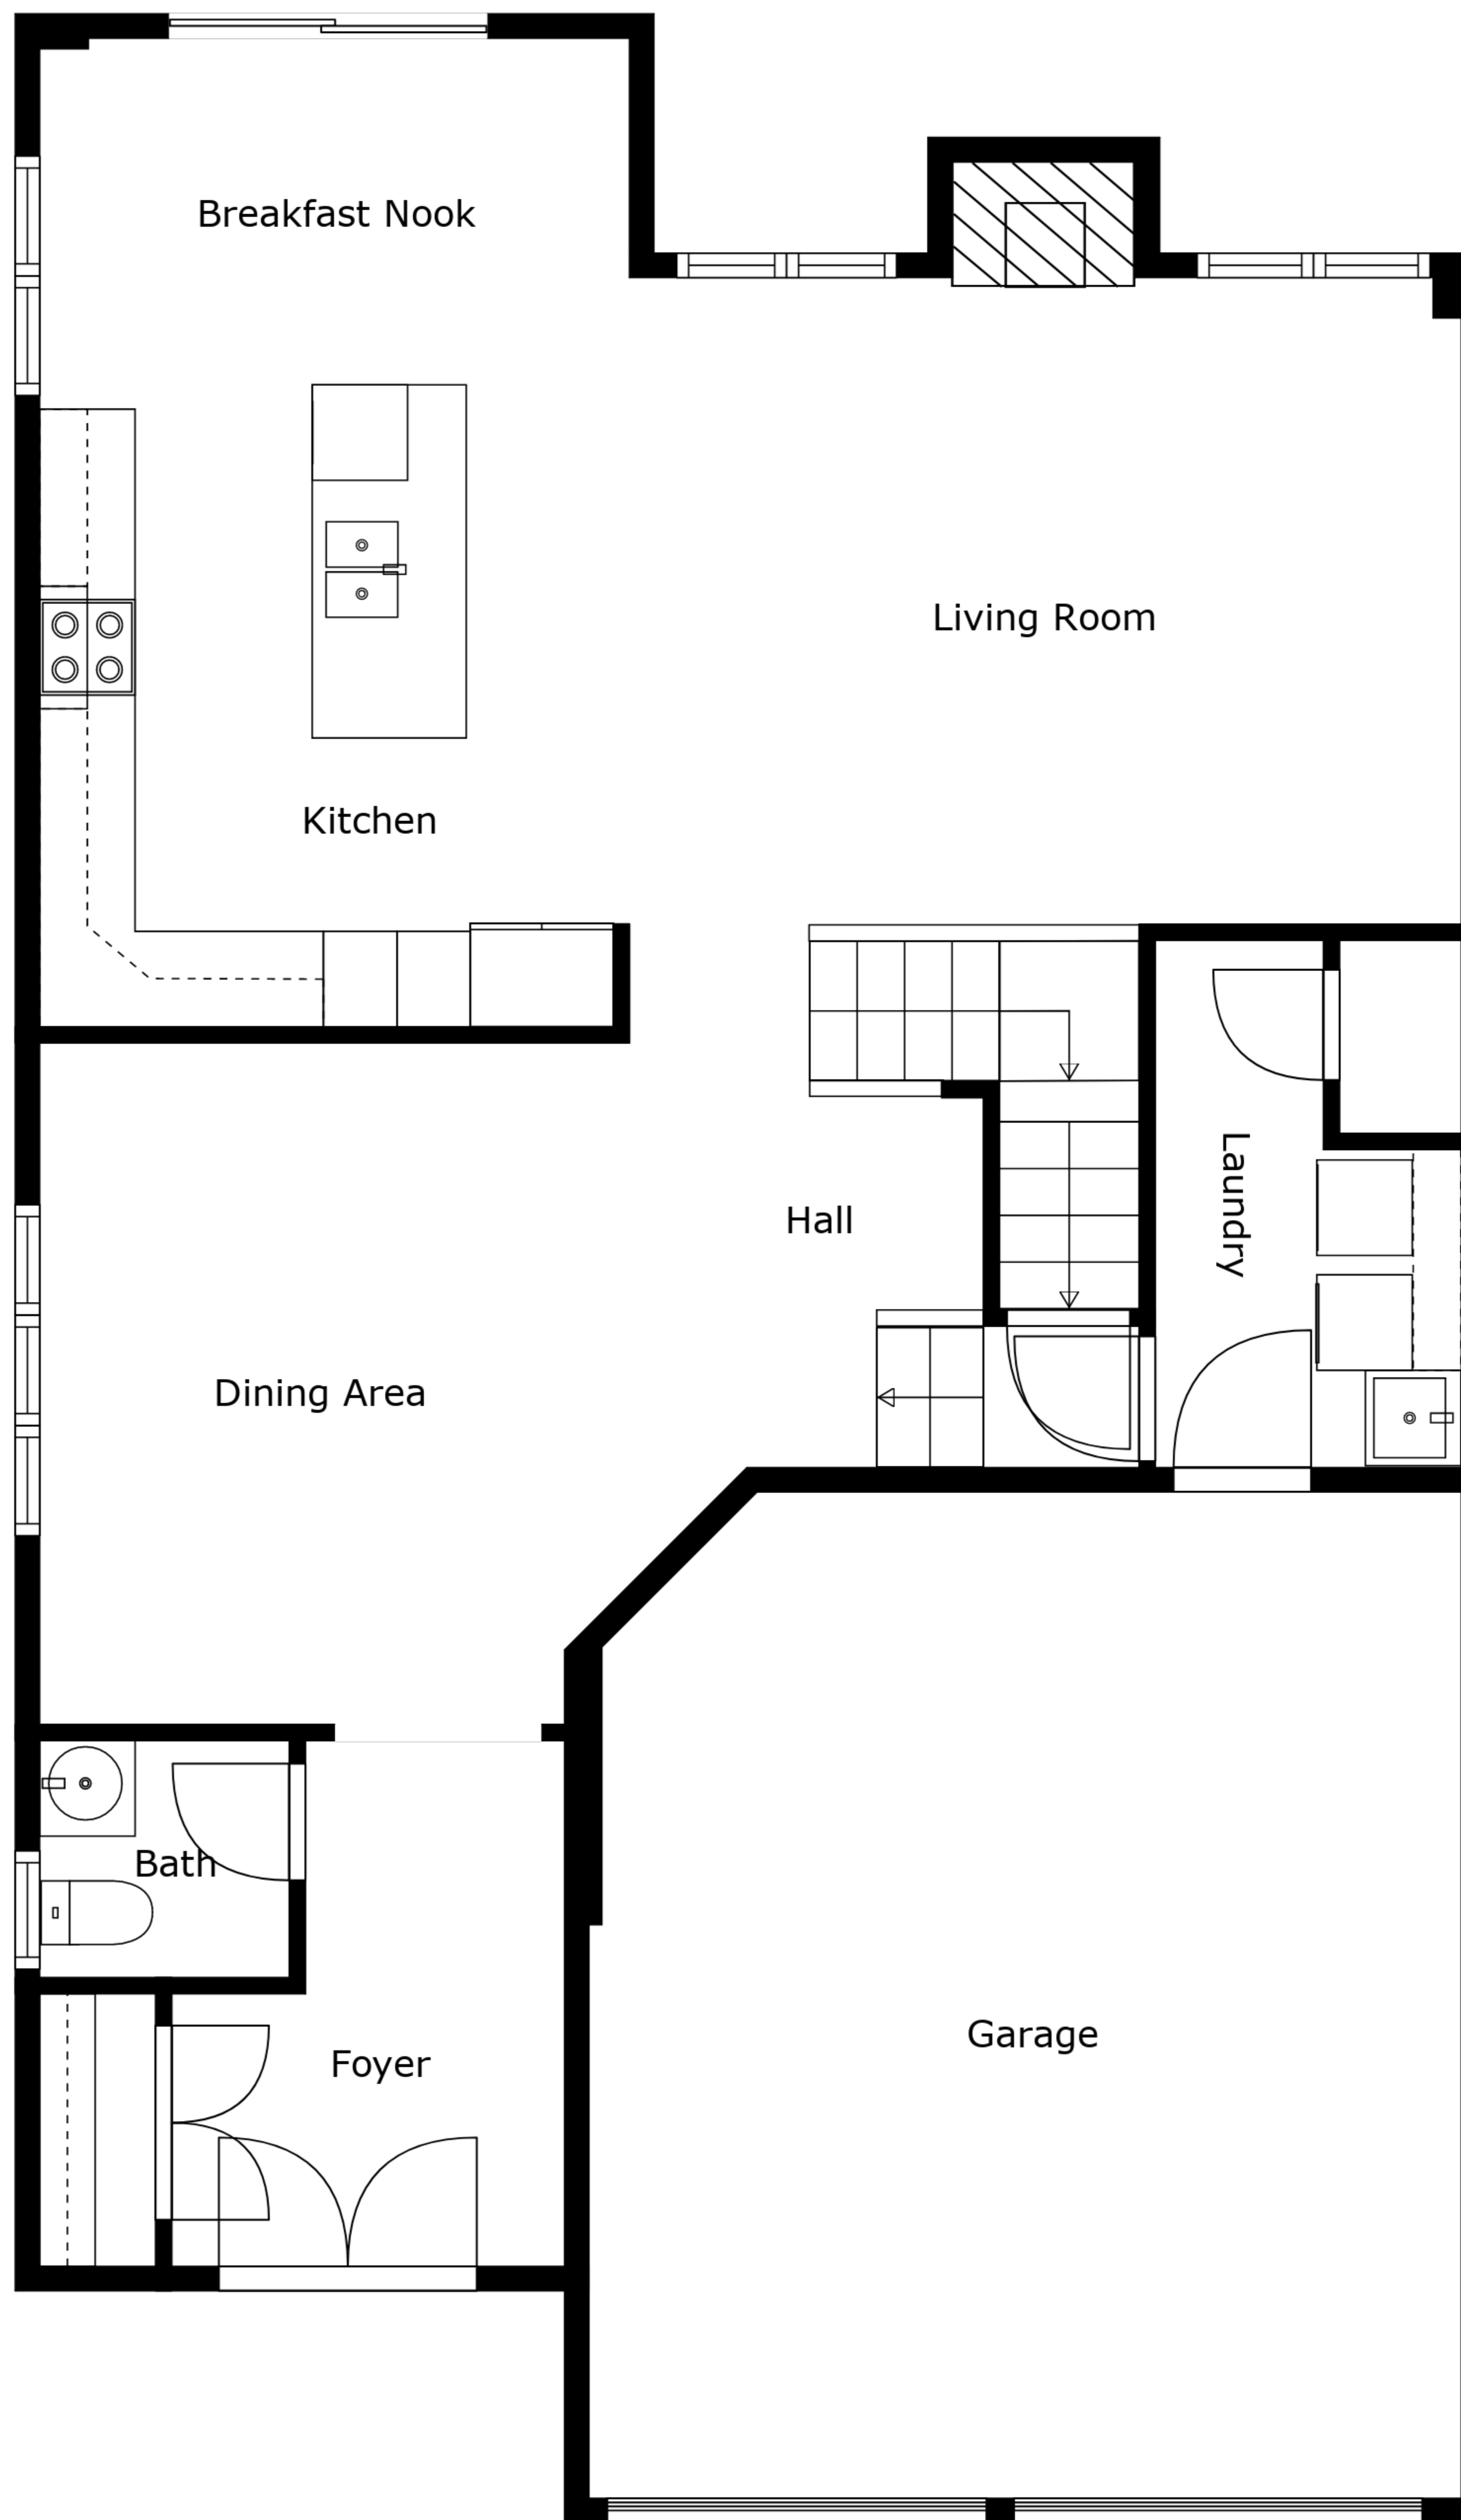 Breakfast Nook
Living Room
Kitchen
Laundry
Hall
Dining Area
Bath
Garage
Foyer